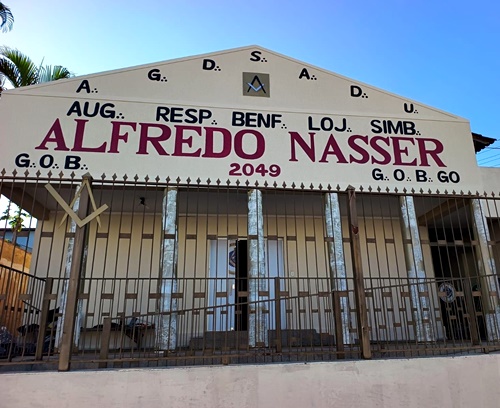 A∴ G∴ D∴ S∴ A∴ D∴ U∴
AUG∴ RESP∴ BENF∴ LOJ∴ SIMB∴
ALFREDO NASSER
G∴O∴B∴ 2049 G∴O∴B∴GO